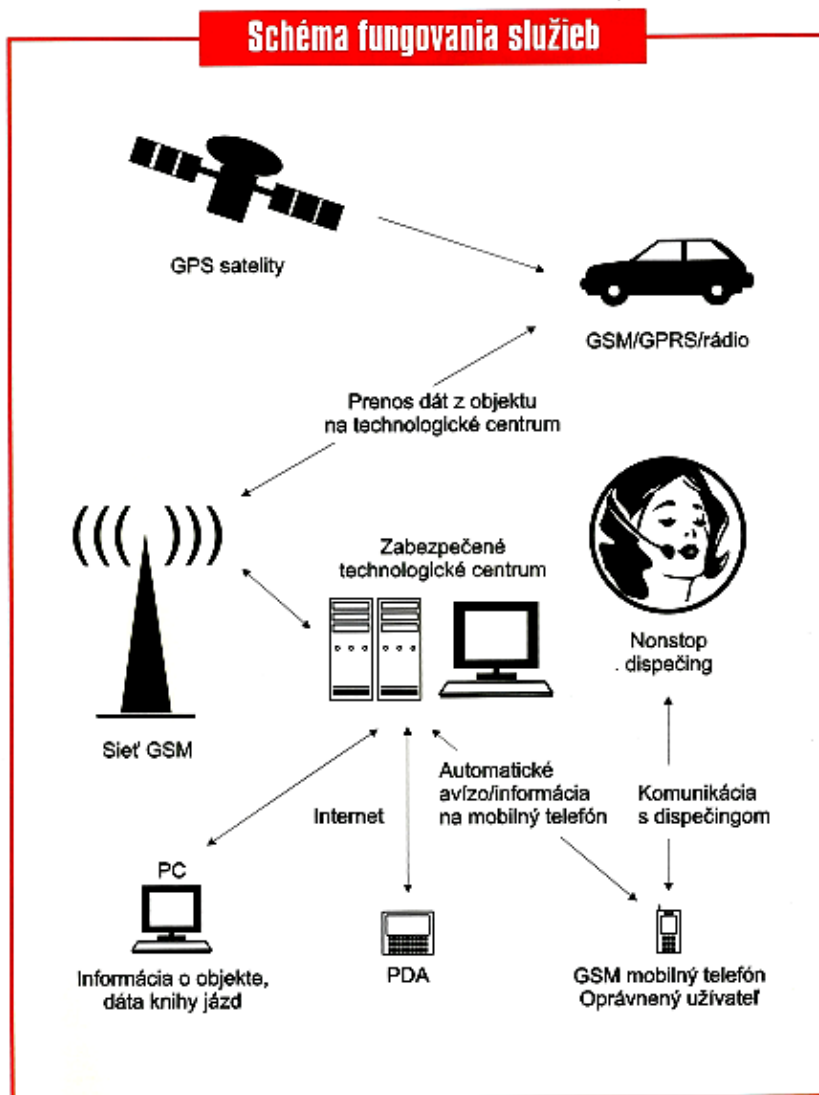 Schéma fungovania služieb
GPS satelity
GSM/GPRS/rádio
Prenos dát z objektu
na technologické centrum
Zabezpečené
technologické centrum
Nonstop
dispečing
Sieť GSM
Automatické
avízo/informácia
na mobilný telefón
Internet
Komunikácia
s dispečingom
PC
Informácia o objekte,
dáta knihy jázd
PDA
GSM mobilný telefón
Oprávnený užívateľ